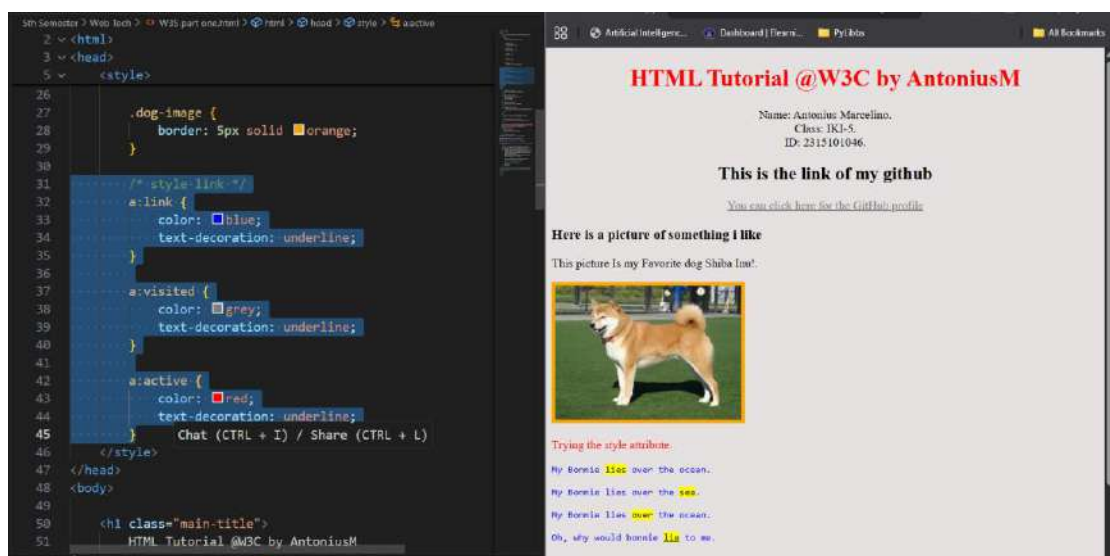 5th Semester > Web Tech > W3S part one.html > html > head > style > a:active
2 <html>
3 <head>
5 <style>
26
27 .dog-image {
28 border: 5px solid orange;
29 }
30
31 /* style link */
32 a:link {
33 color: blue;
34 text-decoration: underline;
35 }
36
37 a:visited {
38 color: grey;
39 text-decoration: underline;
40 }
41
42 a:active {
43 color: red;
44 text-decoration: underline;
45 }
Chat (CTRL + I) / Share (CTRL + L)
46 </style>
47 </head>
48 <body>
49
50 <h1 class="main-title">
51 HTML Tutorial @W3C by AntoniusM
Artificial Intelligenc... Dashboard | Elearni... PyLibbs All Bookmarks
HTML Tutorial @W3C by AntoniusM
Name: Antonius Marcelino.
Class: IKI-5.
ID: 2315101046.
This is the link of my github
You can click here for the GitHub profile
Here is a picture of something i like
This picture Is my Favorite dog Shiba Inu!.
Trying the style attribute.
My Bonnie lies over the ocean.
My Bonnie lies over the sea.
My Bonnie lies over the ocean.
Oh, why would bonnie lie to me.